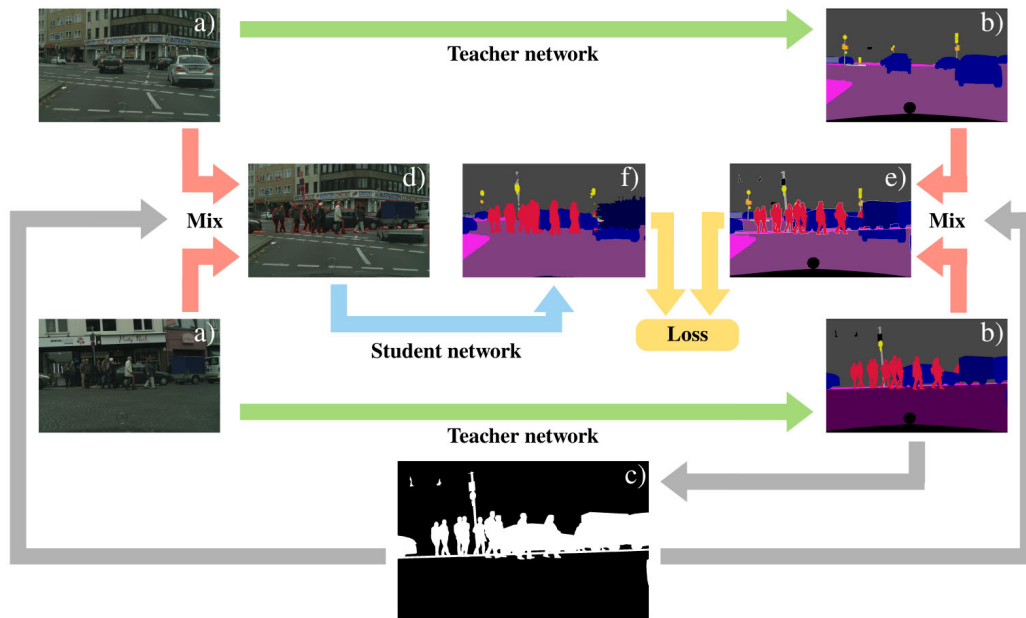 a)
b)
Teacher network
d)
f)
e)
Mix
Mix
Student network
Loss
a)
b)
Teacher network
c)